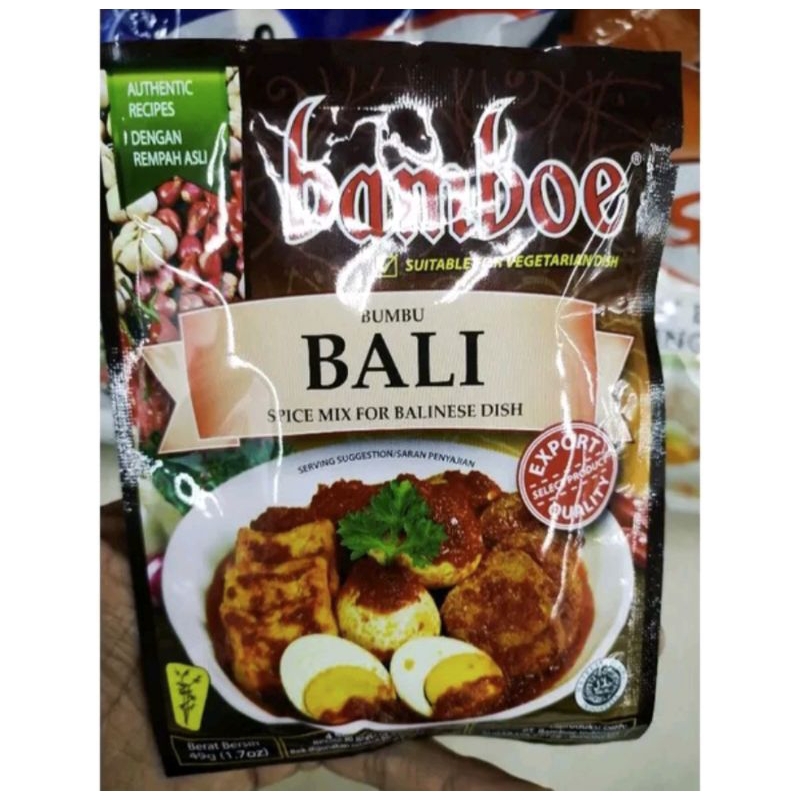 AUTHENTIC
RECIPES
DENGAN
REMPAH ASLI
bamboe®
SUITABLE FOR VEGETARIAN DISH
BUMBU
BALI
SPICE MIX FOR BALINESE DISH
SERVING SUGGESTION/SARAN PENYAJIAN
EXPORT
SELECT PRODUCT
QUALITY
Berat Bersih
49g (1.7oz)